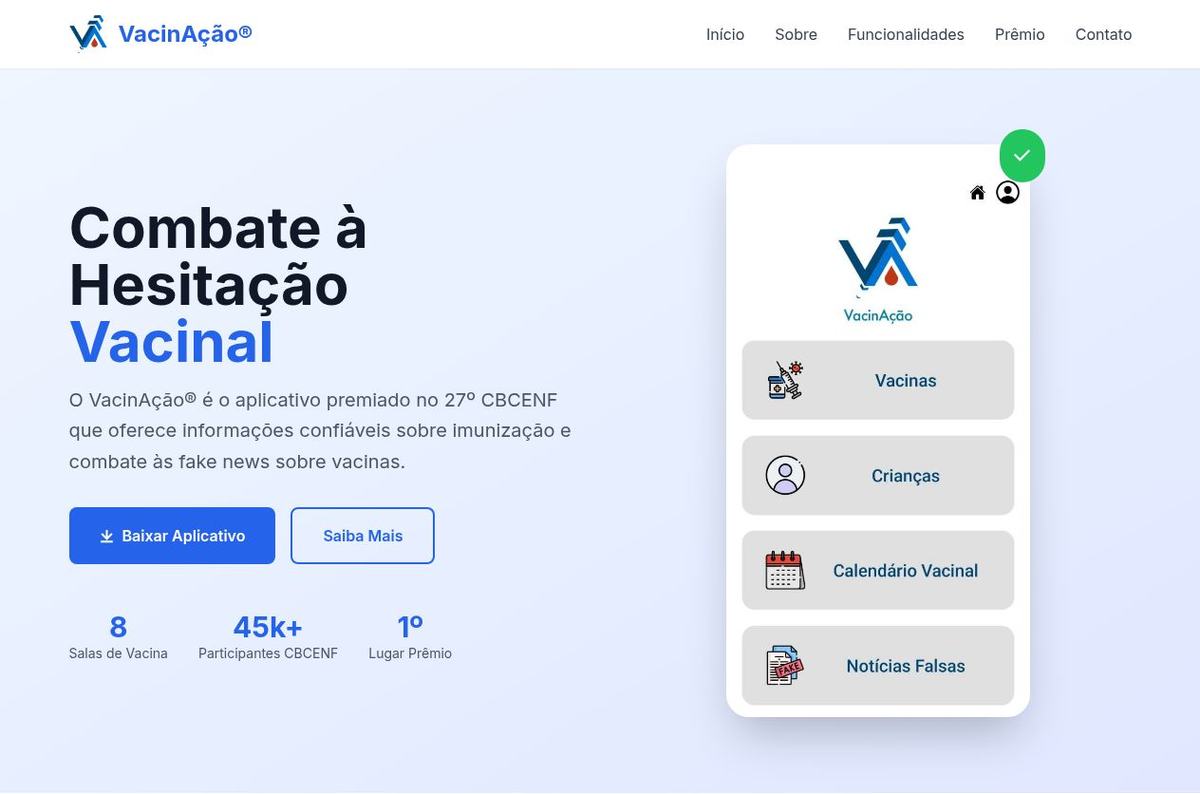 VacinAção®
Início
Sobre
Funcionalidades
Prêmio
Contato
Combate à
Hesitação
Vacinal
O VacinAção® é o aplicativo premiado no 27º CBCENF
que oferece informações confiáveis sobre imunização e
combate às fake news sobre vacinas.
Baixar Aplicativo
Saiba Mais
8
Salas de Vacina
45k+
Participantes CBCENF
1º
Lugar Prêmio
VacinAção
Vacinas
Crianças
Calendário Vacinal
FAKE
Notícias Falsas